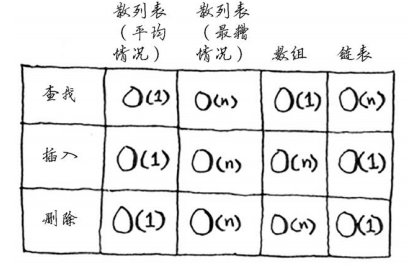 散列表
（平均
情况）
散列表
（最糟
情况）
数组
链表
查找 O(1) O(n) O(1) O(n)
插入 O(1) O(n) O(n) O(1)
删除 O(1) O(n) O(n) O(1)